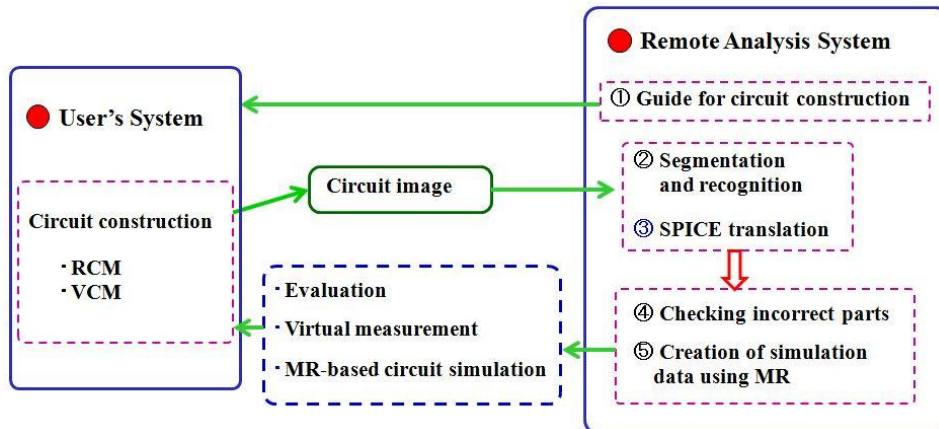 Remote Analysis System
① Guide for circuit construction
User's System
② Segmentation
and recognition
Circuit image
Circuit construction
③ SPICE translation
· RCM
· VCM
· Evaluation
④ Checking incorrect parts
· Virtual measurement
⑤ Creation of simulation
data using MR
· MR-based circuit simulation